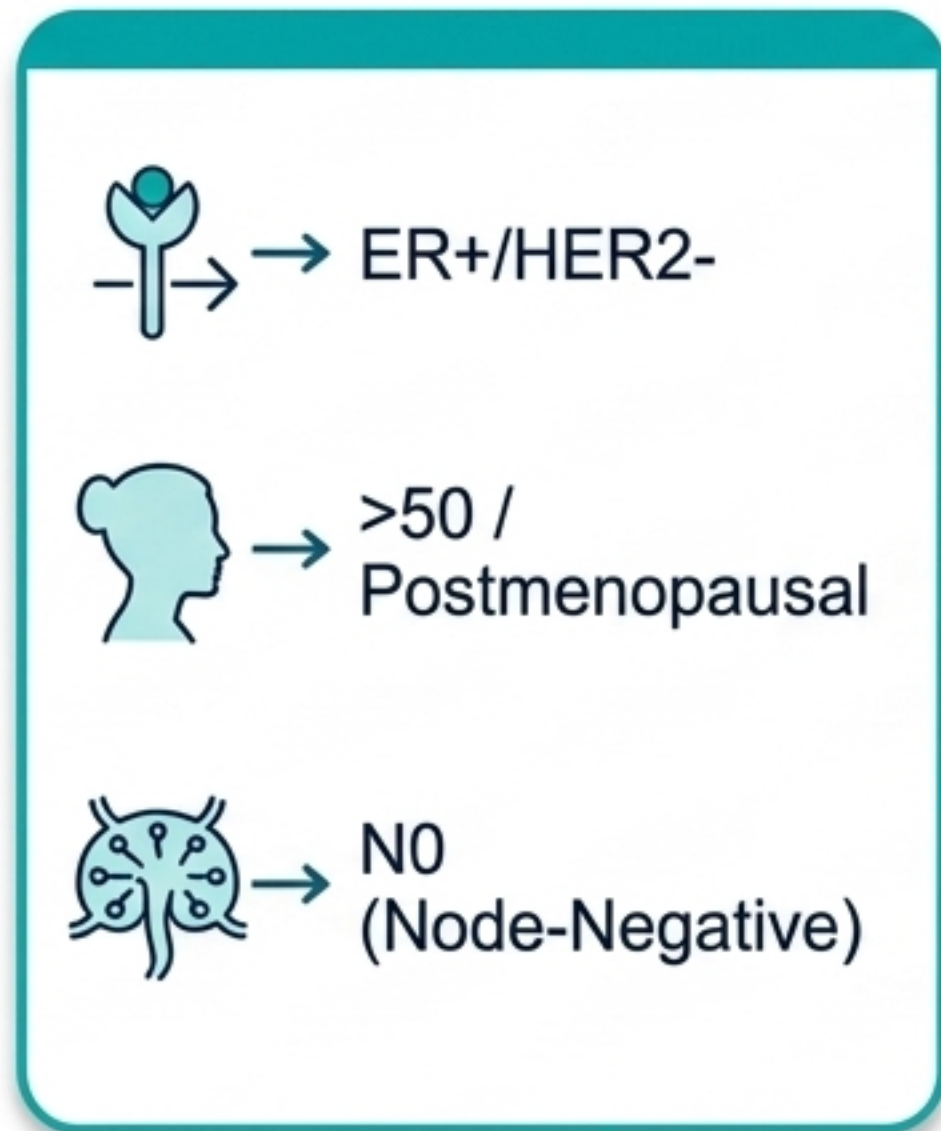 ER+/HER2-
>50 /
Postmenopausal
N0
(Node-Negative)